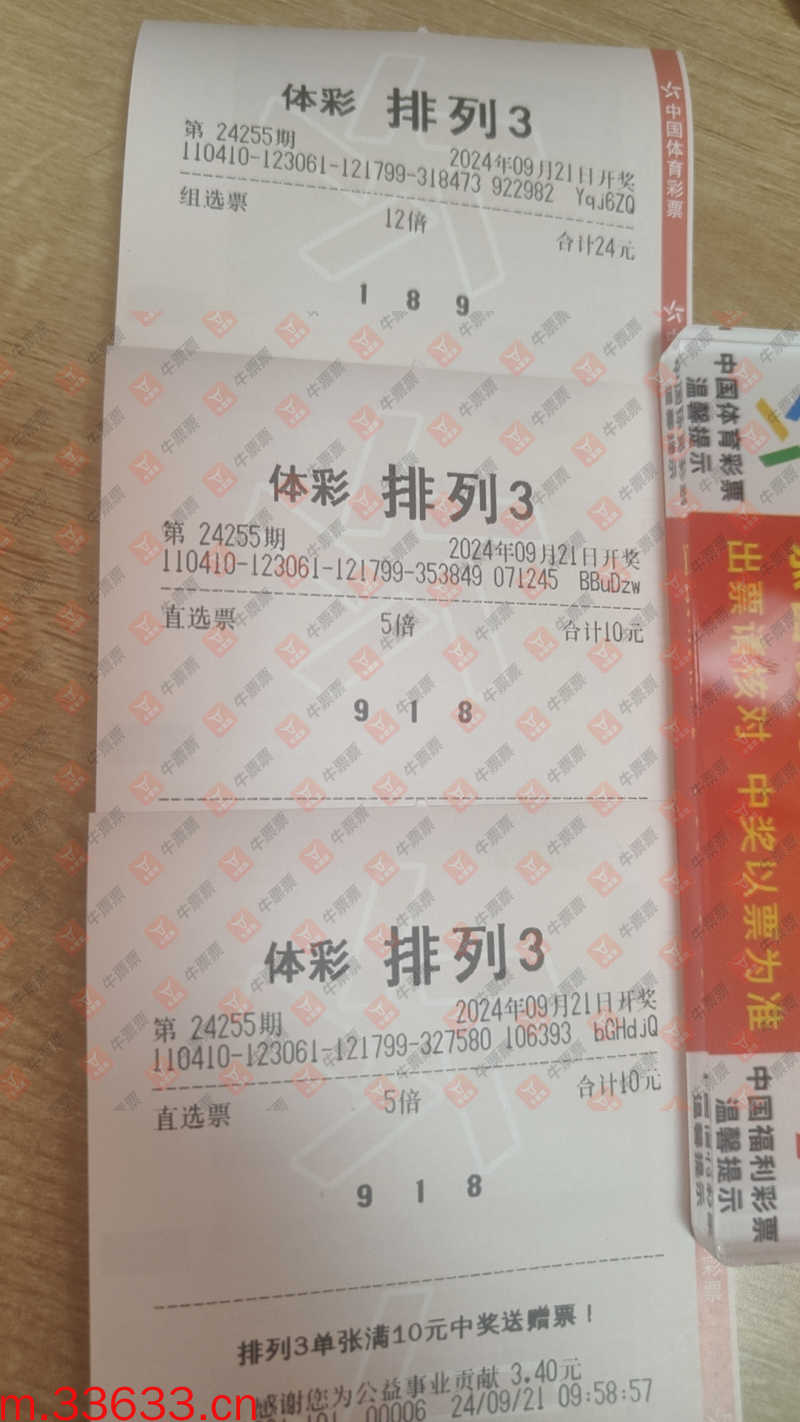 体彩 排列3
第 24255期
2024年09月21日开奖
110410-123061-121799-318473 922982 Yqj6ZQ
组选票 12倍 合计24元
1 8 9
中国体育彩票
体彩 排列3
第 24255期
2024年09月21日开奖
110410-123061-121799-353849 071245 BBuDzw
直选票 5倍 合计10元
9 1 8
体彩 排列3
第 24255期
2024年09月21日开奖
110410-123061-121799-327580 106393 bGHdjQ
直选票 5倍 合计10元
9 1 8
排列3单张满10元中奖送赠票！
感谢您为公益事业贡献 3.40元
00006 24/09/21 09:58:57
中国体育彩票
温馨提示
出票请核对 中奖以票为准
中国福利彩票
温馨提示
牛票票
m.33633.cn